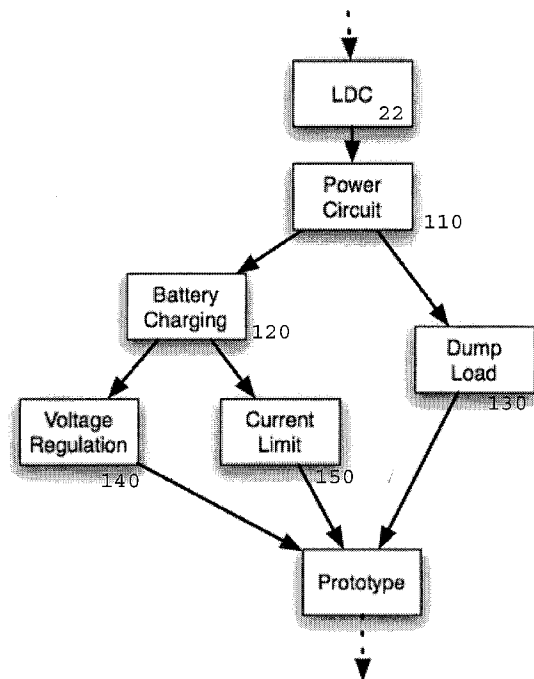 LDC
22
Power
Circuit
110
Battery
Charging
120
Dump
Load
130
Voltage
Regulation
140
Current
Limit
150
Prototype